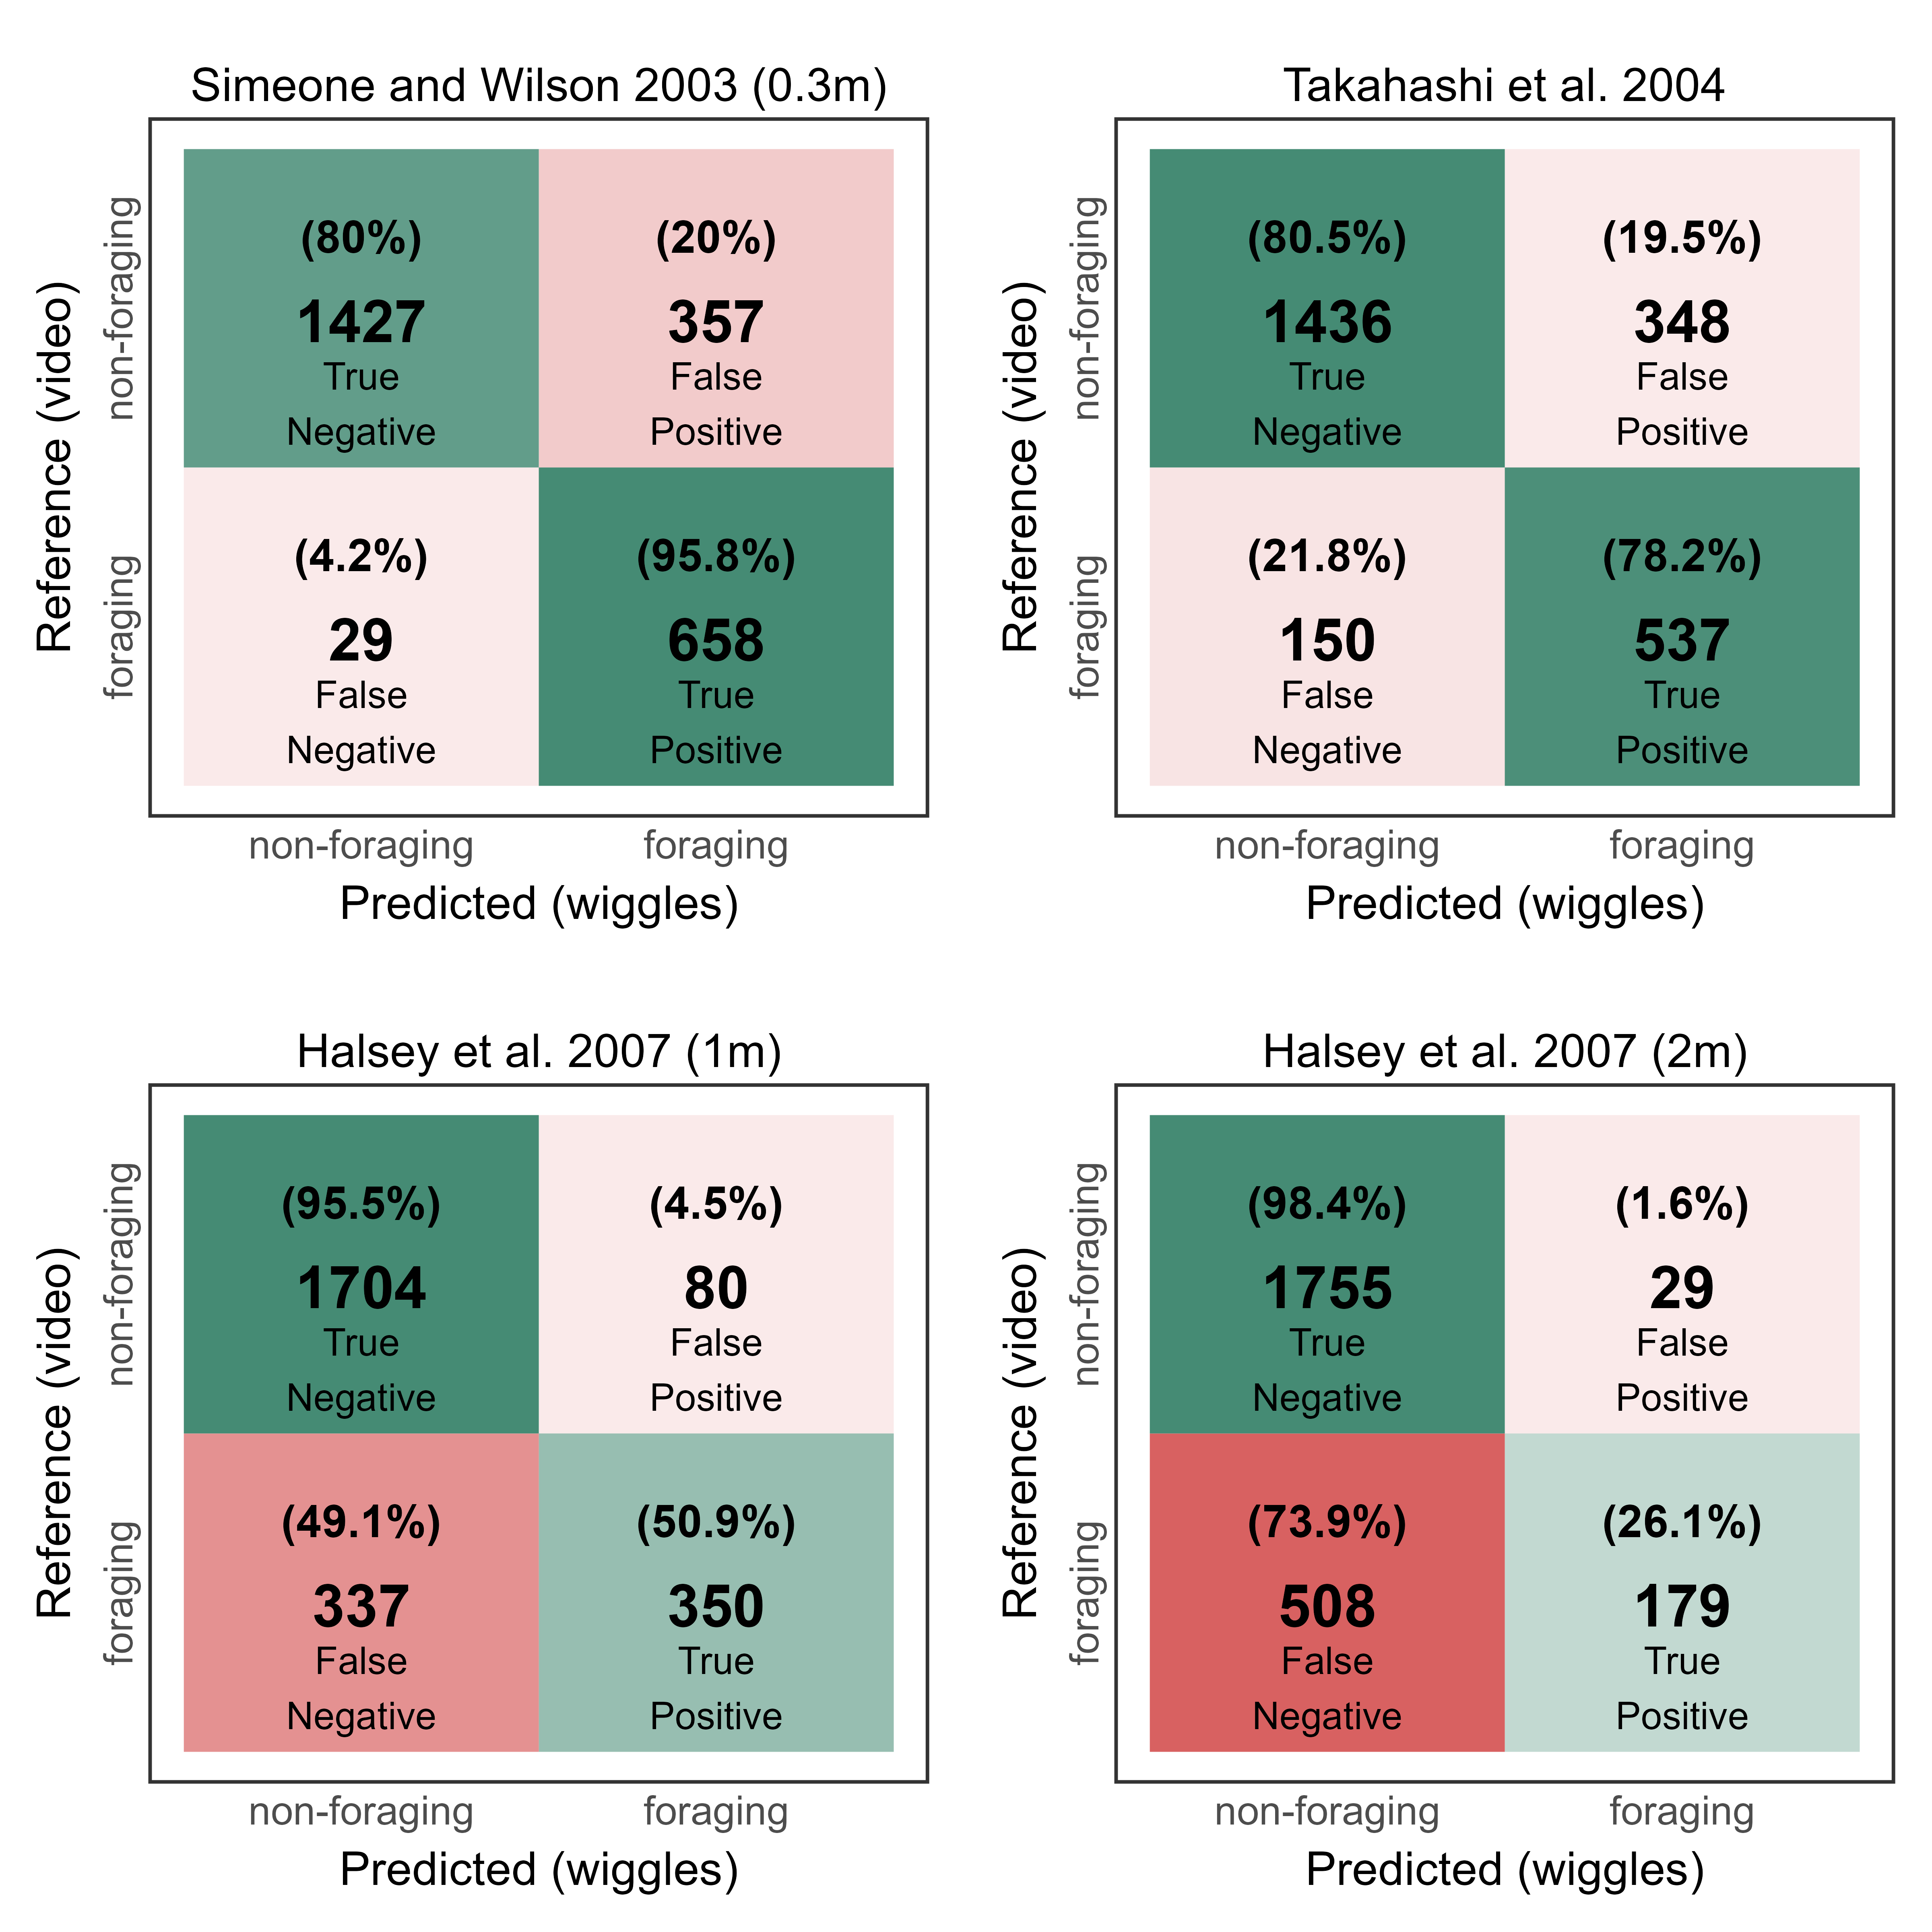 Simeone and Wilson 2003 (0.3m)
Reference (video)
non-foraging
foraging
(80%)
1427
True
Negative
(20%)
357
False
Positive
(4.2%)
29
False
Negative
(95.8%)
658
True
Positive
non-foraging
foraging
Predicted (wiggles)
Takahashi et al. 2004
Reference (video)
non-foraging
foraging
(80.5%)
1436
True
Negative
(19.5%)
348
False
Positive
(21.8%)
150
False
Negative
(78.2%)
537
True
Positive
non-foraging
foraging
Predicted (wiggles)
Halsey et al. 2007 (1m)
Reference (video)
non-foraging
foraging
(95.5%)
1704
True
Negative
(4.5%)
80
False
Positive
(49.1%)
337
False
Negative
(50.9%)
350
True
Positive
non-foraging
foraging
Predicted (wiggles)
Halsey et al. 2007 (2m)
Reference (video)
non-foraging
foraging
(98.4%)
1755
True
Negative
(1.6%)
29
False
Positive
(73.9%)
508
False
Negative
(26.1%)
179
True
Positive
non-foraging
foraging
Predicted (wiggles)